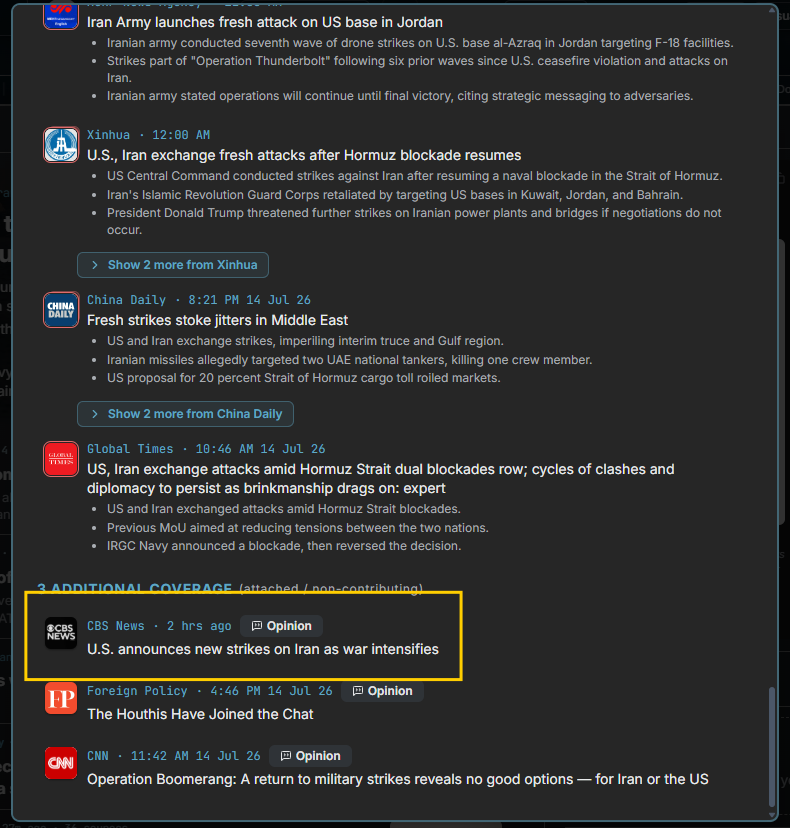 Iran Army launches fresh attack on US base in Jordan
• Iranian army conducted seventh wave of drone strikes on U.S. base al-Azraq in Jordan targeting F-18 facilities.
• Strikes part of "Operation Thunderbolt" following six prior waves since U.S. ceasefire violation and attacks on
Iran.
• Iranian army stated operations will continue until final victory, citing strategic messaging to adversaries.
Xinhua · 12:00 AM
U.S., Iran exchange fresh attacks after Hormuz blockade resumes
• US Central Command conducted strikes against Iran after resuming a naval blockade in the Strait of Hormuz.
• Iran's Islamic Revolution Guard Corps retaliated by targeting US bases in Kuwait, Jordan, and Bahrain.
• President Donald Trump threatened further strikes on Iranian power plants and bridges if negotiations do not
occur.
> Show 2 more from Xinhua
CHINA
DAILY
China Daily · 8:21 PM 14 Jul 26
Fresh strikes stoke jitters in Middle East
• US and Iran exchange strikes, imperiling interim truce and Gulf region.
• Iranian missiles allegedly targeted two UAE national tankers, killing one crew member.
• US proposal for 20 percent Strait of Hormuz cargo toll roiled markets.
> Show 2 more from China Daily
GLOBAL
TIMES
Global Times · 10:46 AM 14 Jul 26
US, Iran exchange attacks amid Hormuz Strait dual blockades row; cycles of clashes and
diplomacy to persist as brinkmanship drags on: expert
• US and Iran exchanged attacks amid Hormuz Strait blockades.
• Previous MoU aimed at reducing tensions between the two nations.
• IRGC Navy announced a blockade, then reversed the decision.
3 ADDITIONAL COVERAGE (attached / non-contributing)
CBS
NEWS
CBS News · 2 hrs ago Opinion
U.S. announces new strikes on Iran as war intensifies
FP
Foreign Policy · 4:46 PM 14 Jul 26 Opinion
The Houthis Have Joined the Chat
CNN
CNN · 11:42 AM 14 Jul 26 Opinion
Operation Boomerang: A return to military strikes reveals no good options — for Iran or the US